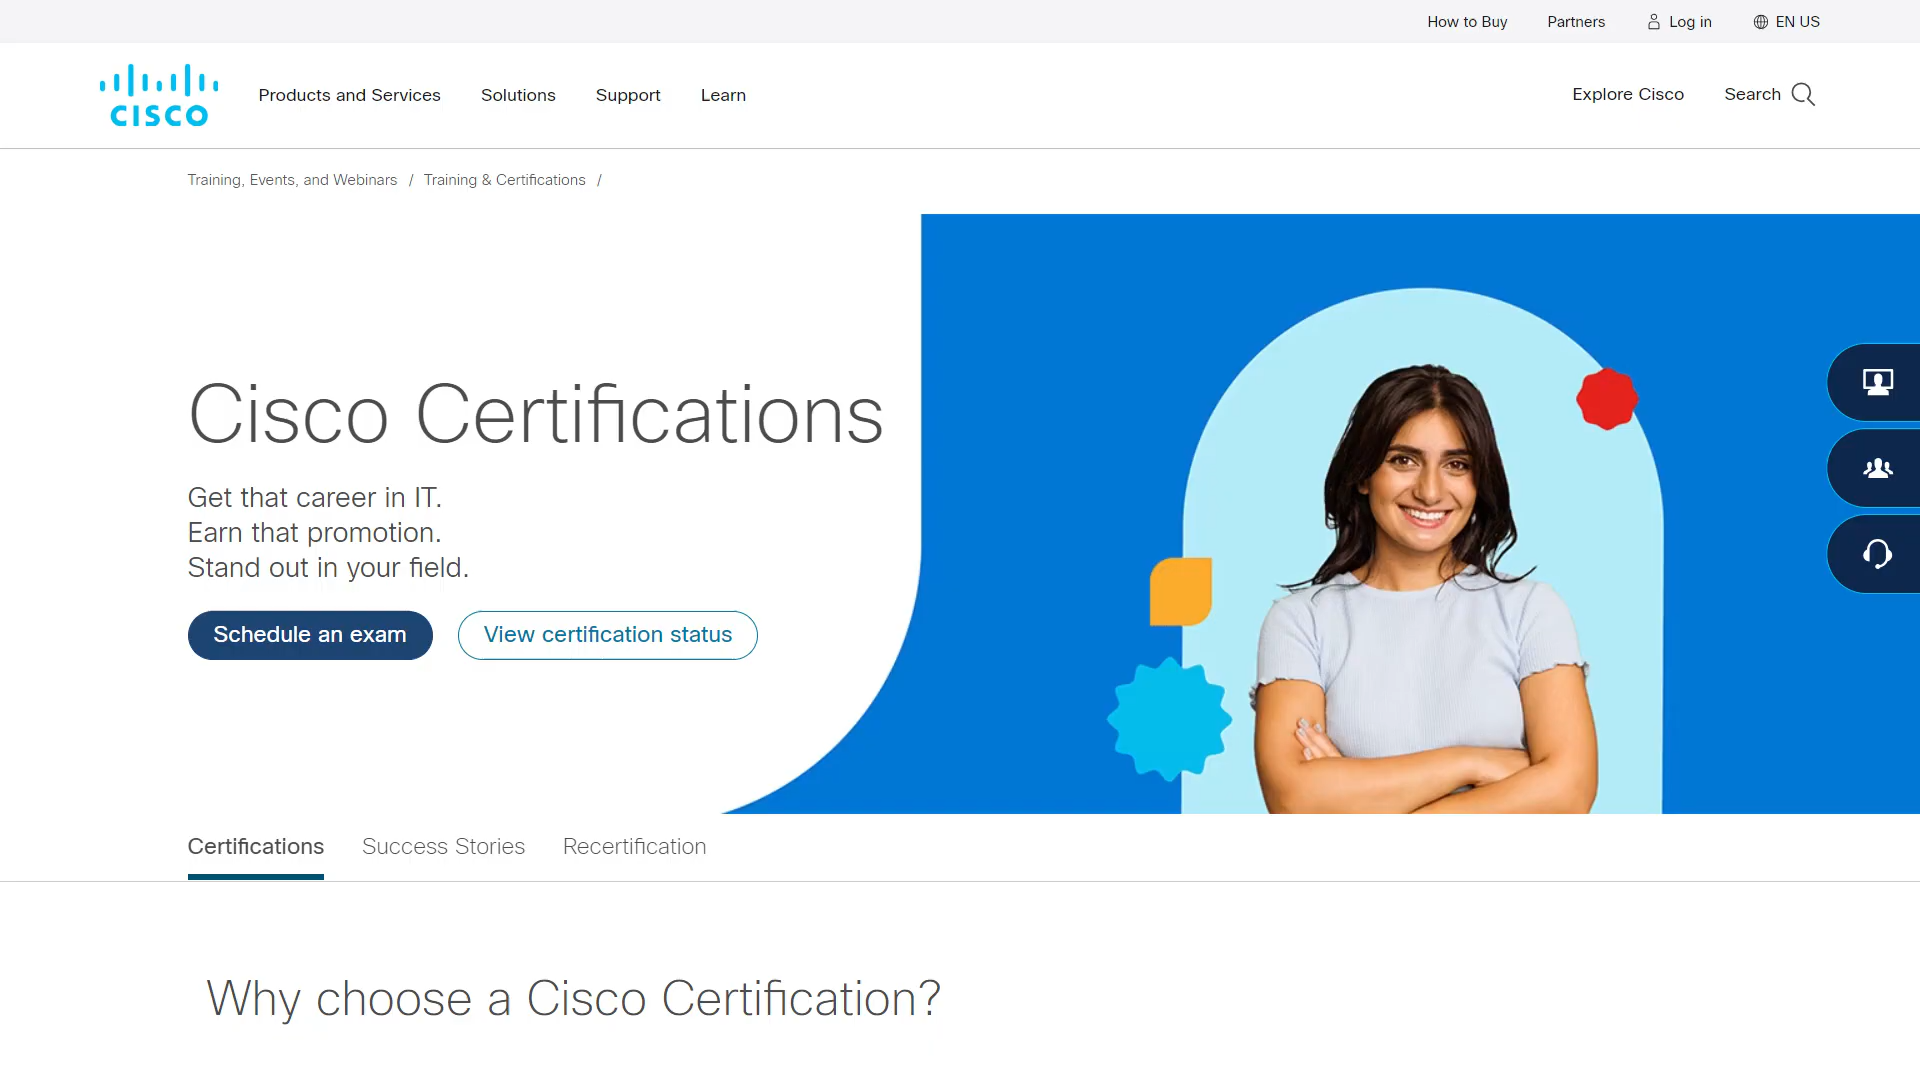 How to Buy
Partners
Log in
EN US
CISCO
Products and Services
Solutions
Support
Learn
Explore Cisco
Search
Training, Events, and Webinars / Training & Certifications /
Cisco Certifications
Get that career in IT.
Earn that promotion.
Stand out in your field.
Schedule an exam
View certification status
Certifications
Success Stories
Recertification
Why choose a Cisco Certification?